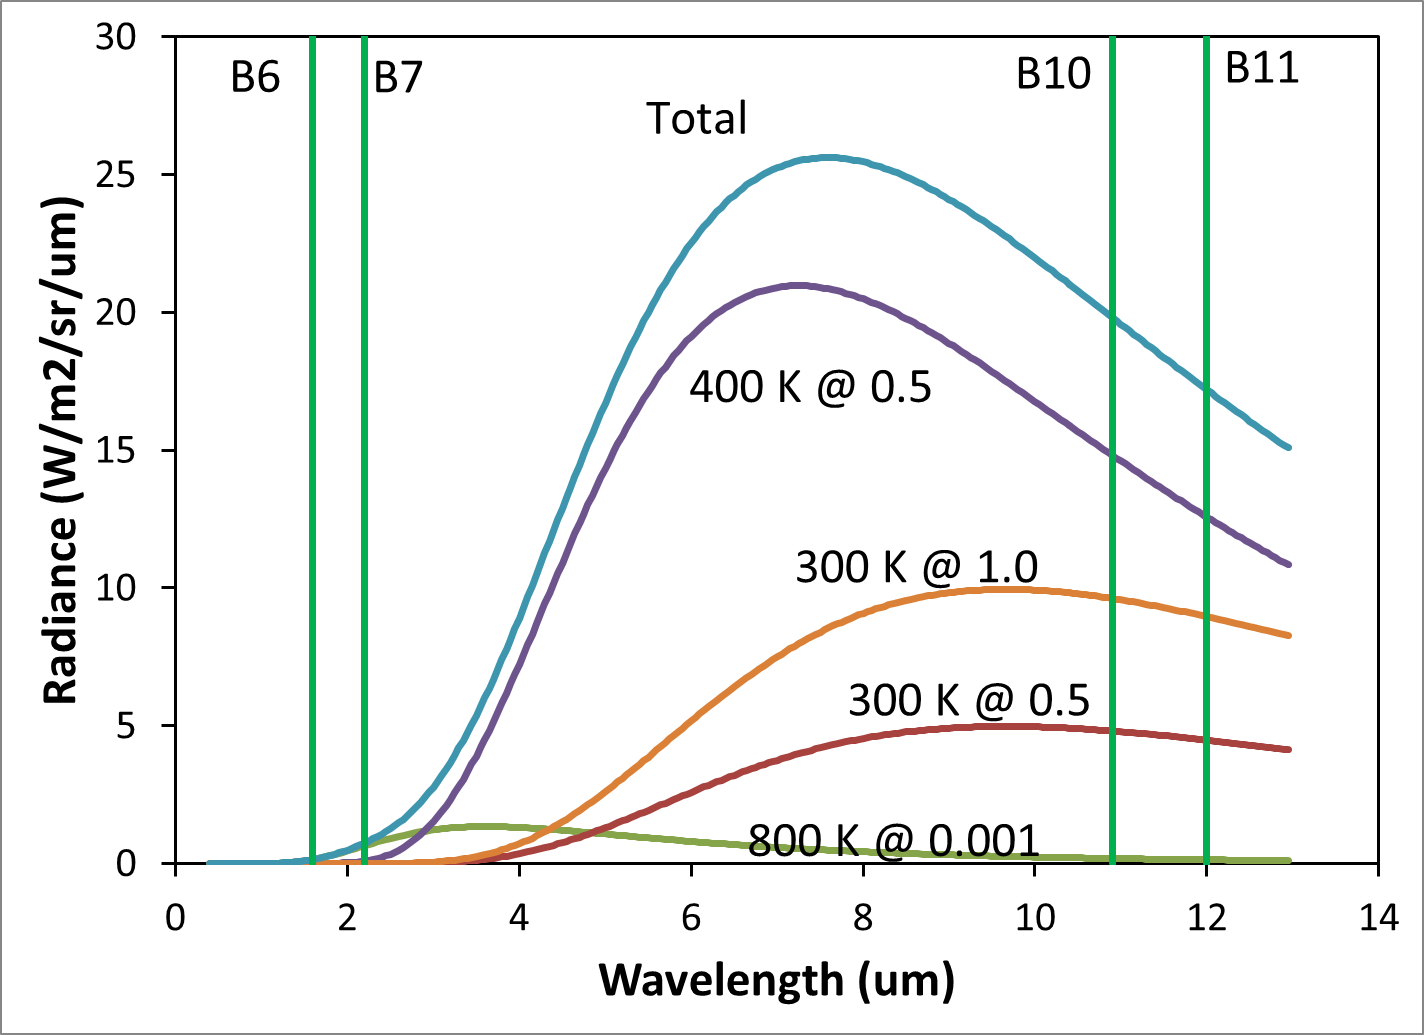 30
B6
B7
B10
B11
Total
25
20
400 K @ 0.5
15
300 K @ 1.0
10
300 K @ 0.5
5
800 K @ 0.001
0
Radiance (W/m2/sr/um)
0 2 4 6 8 10 12 14
Wavelength (um)